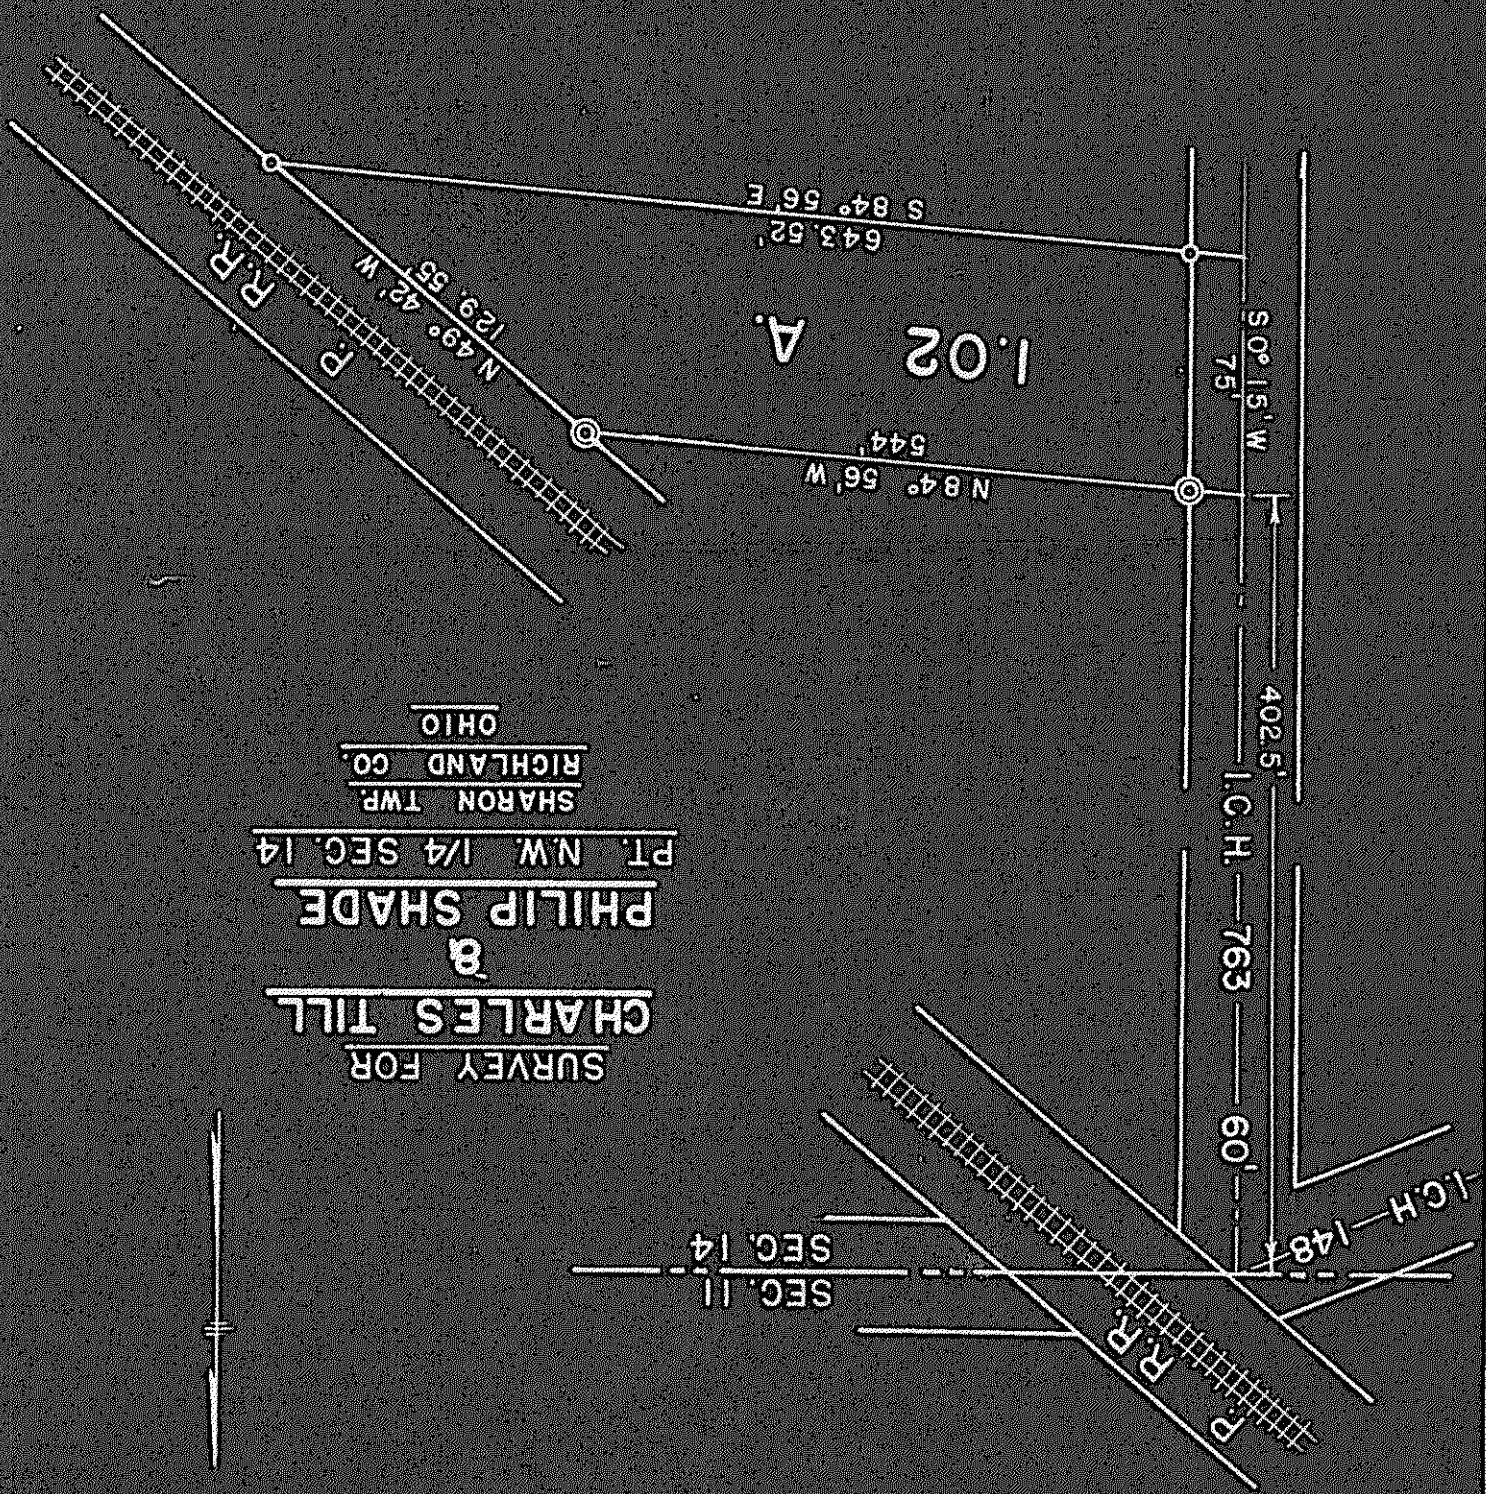 P. R.R.
SEC. 11
SEC. 14
I.C.H — 148
60'
I.C.H. — 763
402.5'
SURVEY FOR
CHARLES TILL
&
PHILIP SHADE
PT. N.W. 1/4 SEC. 14
SHARON TWP.
RICHLAND CO.
OHIO
N 84° 56' W
544'
S 0° 15' W
75'
1.02 A.
N 49° 42' W
129.55'
P. R.R.
643.52'
S 84° 56' E